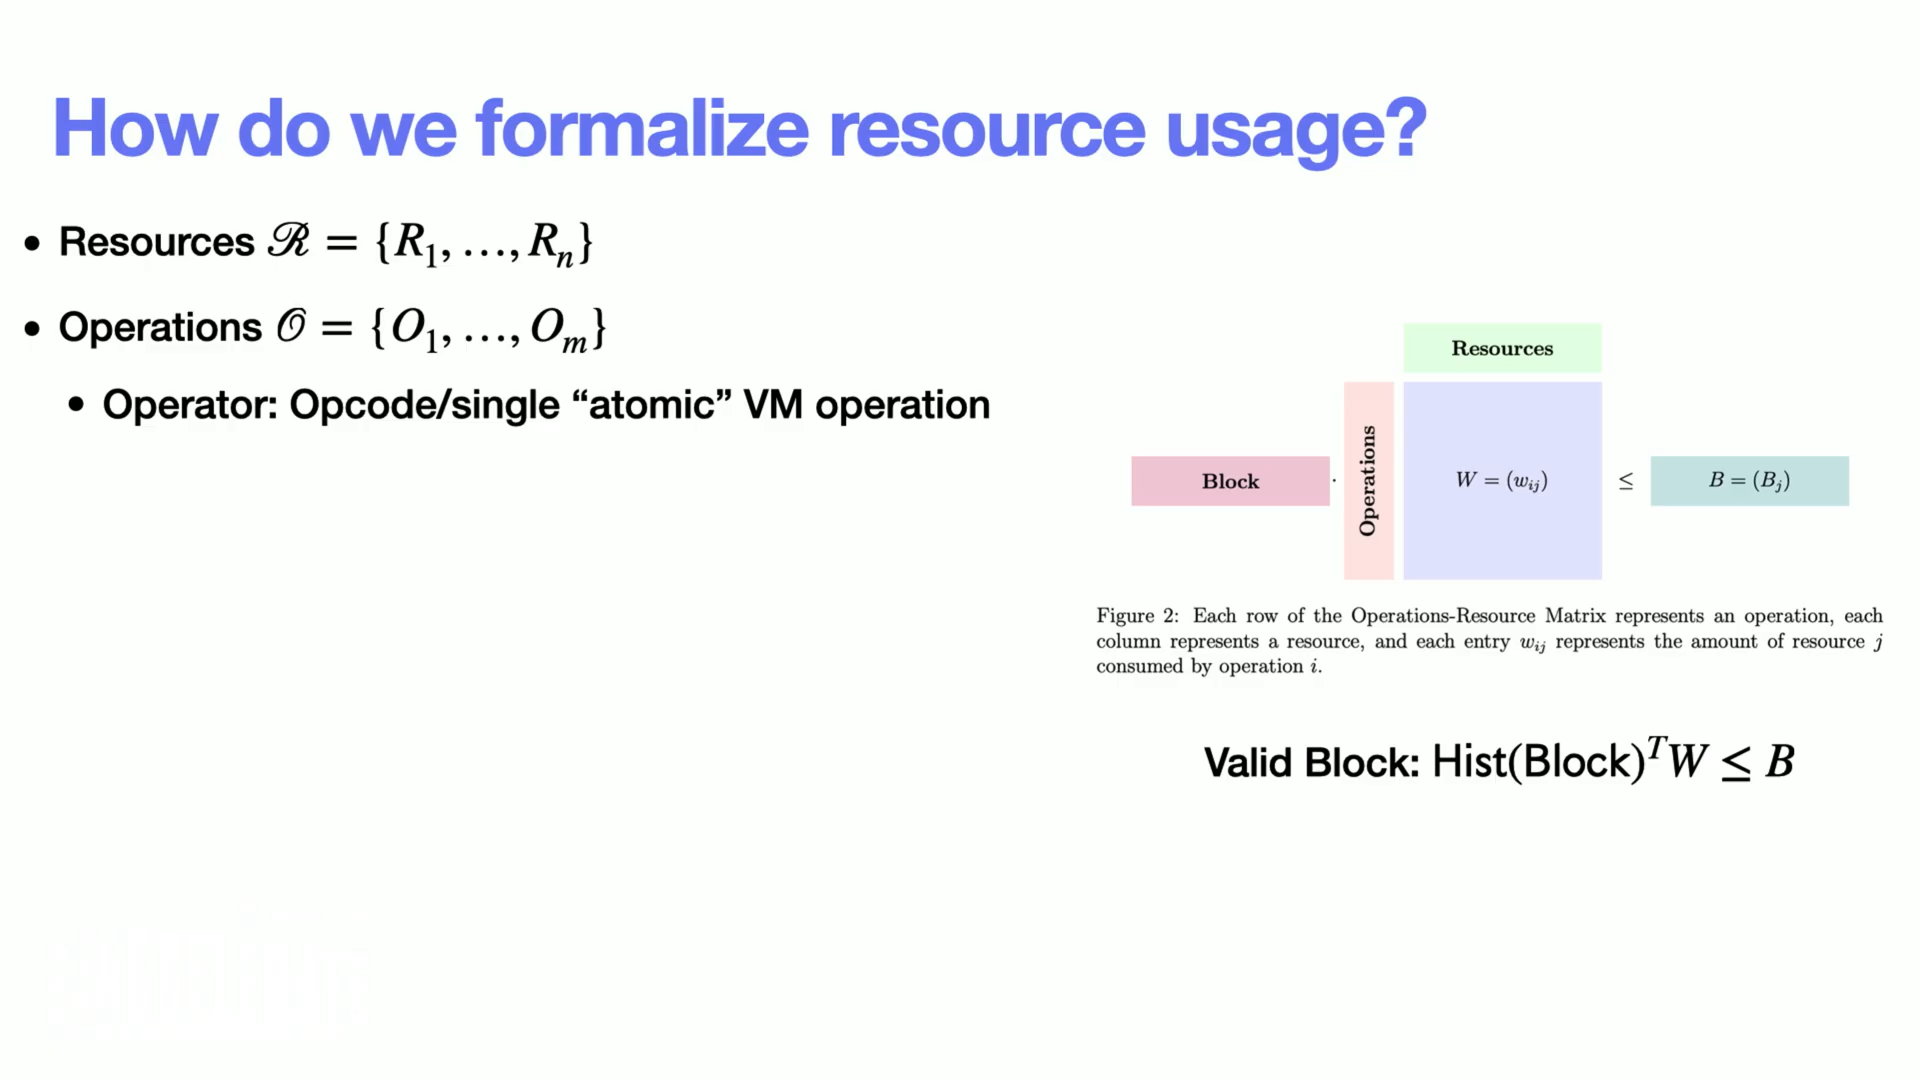 How do we formalize resource usage?
• Resources ℛ = {R₁, …, Rₙ}
• Operations 𝒪 = {O₁, …, Oₘ}
• Operator: Opcode/single “atomic” VM operation
Resources
Operations
Block · W = (wᵢⱼ) ≤ B = (Bⱼ)
Figure 2: Each row of the Operations-Resource Matrix represents an operation, each
column represents a resource, and each entry wᵢⱼ represents the amount of resource j
consumed by operation i.
Valid Block: Hist(Block)ᵀW ≤ B